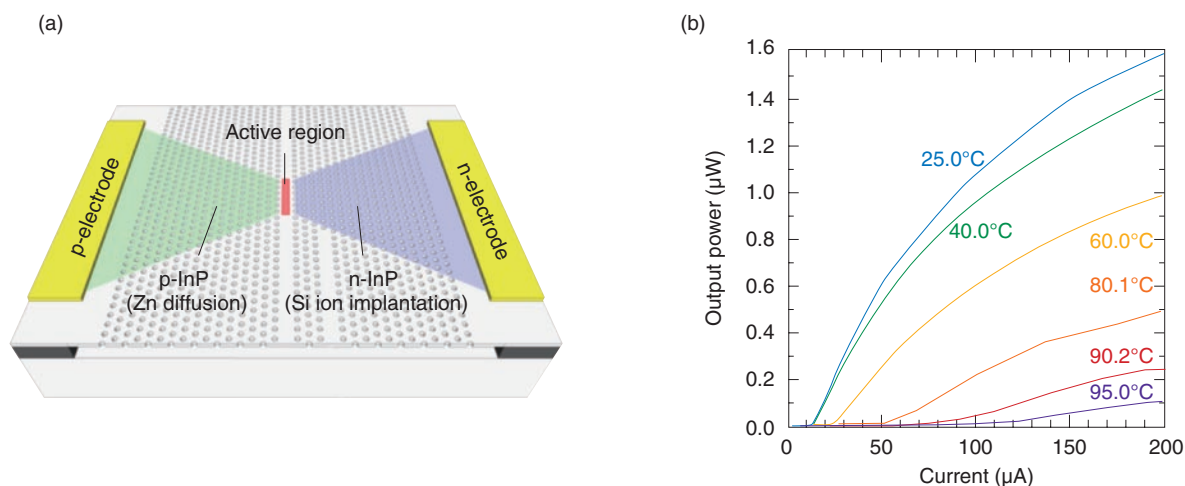 (a)
Active region
p-electrode
n-electrode
p-InP
(Zn diffusion)
n-InP
(Si ion implantation)
(b)
1.6
1.4
1.2
1.0
0.8
0.6
0.4
0.2
0.0
Output power (µW)
25.0°C
40.0°C
60.0°C
80.1°C
90.2°C
95.0°C
0
50
100
150
200
Current (µA)